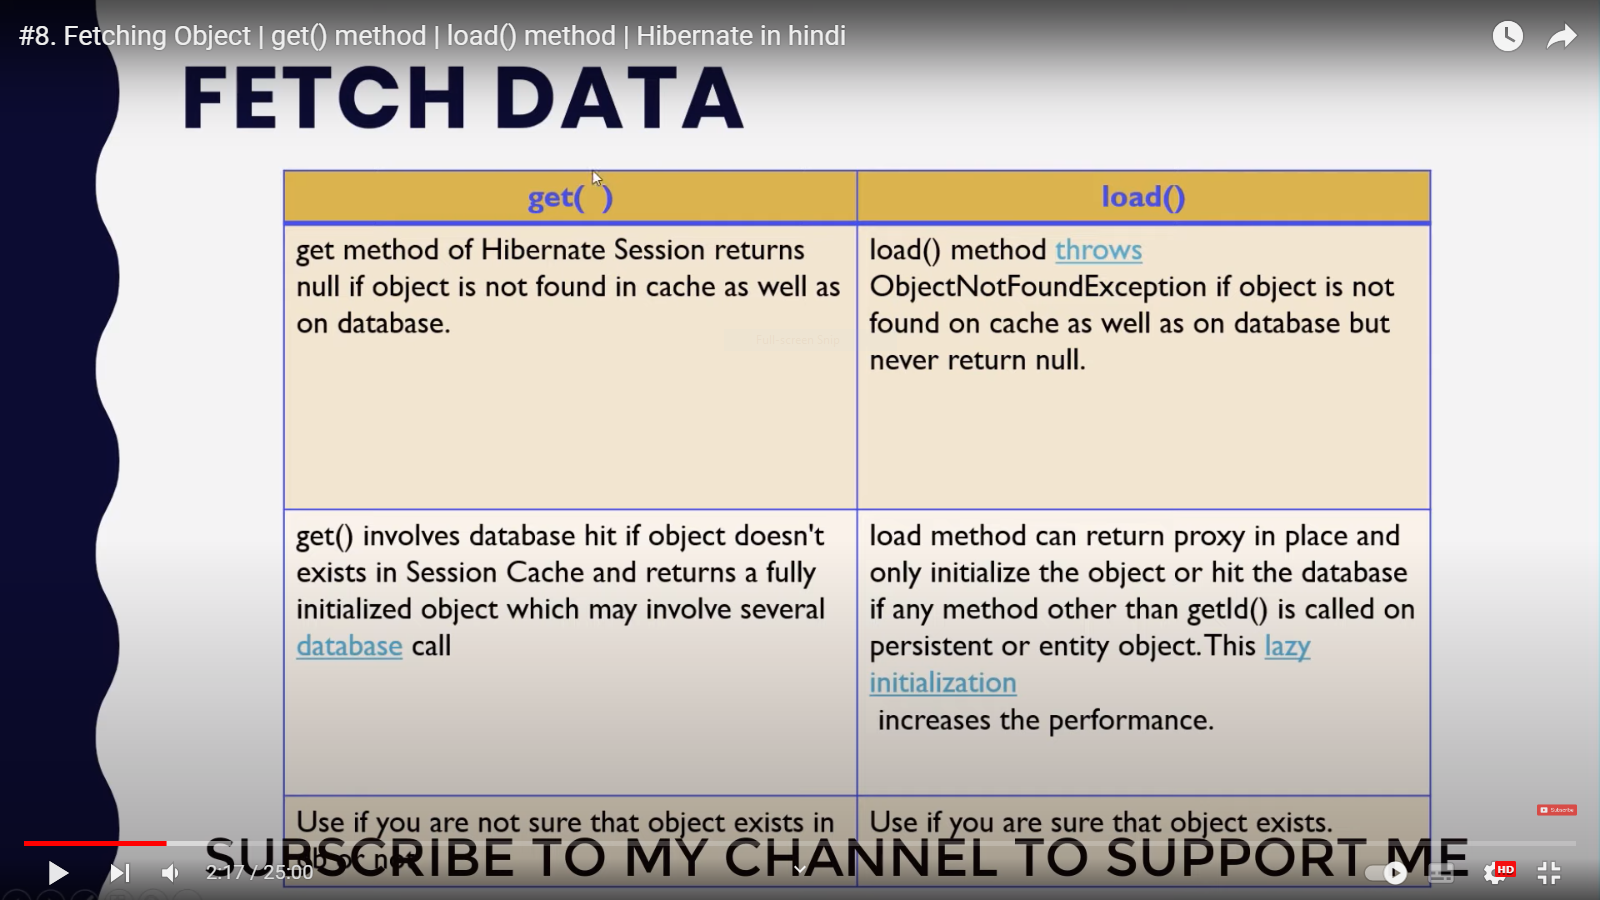 #8. Fetching Object | get() method | load() method | Hibernate in hindi
FETCH DATA
get( )
load()
get method of Hibernate Session returns
null if object is not found in cache as well as
on database.
load() method throws
ObjectNotFoundException if object is not
found on cache as well as on database but
never return null.
get() involves database hit if object doesn't
exists in Session Cache and returns a fully
initialized object which may involve several
database call
load method can return proxy in place and
only initialize the object or hit the database
if any method other than getId() is called on
persistent or entity object. This lazy
initialization
increases the performance.
Use if you are not sure that object exists in
db or not
Use if you are sure that object exists.
Subscribe
SUBSCRIBE TO MY CHANNEL TO SUPPORT ME
2:17 / 25:00
HD